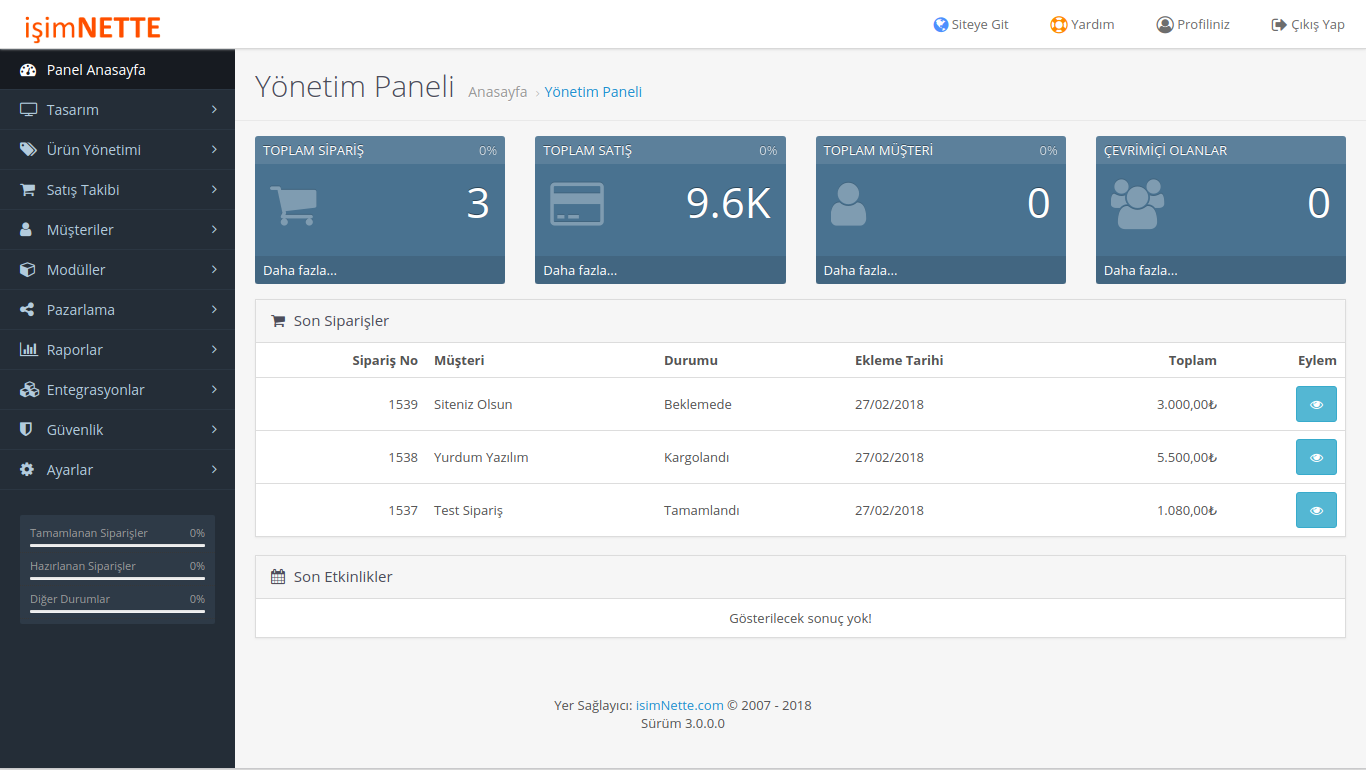 işimNETTE
Siteye Git Yardım Profiliniz Çıkış Yap
Panel Anasayfa
Tasarım
Ürün Yönetimi
Satış Takibi
Müşteriler
Modüller
Pazarlama
Raporlar
Entegrasyonlar
Güvenlik
Ayarlar
Tamamlanan Siparişler 0%
Hazırlanan Siparişler 0%
Diğer Durumlar 0%
Yönetim Paneli Anasayfa › Yönetim Paneli
TOPLAM SİPARİŞ 0%
3
Daha fazla...
TOPLAM SATIŞ 0%
9.6K
Daha fazla...
TOPLAM MÜŞTERİ 0%
0
Daha fazla...
ÇEVRİMİÇİ OLANLAR
0
Daha fazla...
Son Siparişler
Sipariş No Müşteri Durumu Ekleme Tarihi Toplam Eylem
1539 Siteniz Olsun Beklemede 27/02/2018 3.000,00₺
1538 Yurdum Yazılım Kargolandı 27/02/2018 5.500,00₺
1537 Test Sipariş Tamamlandı 27/02/2018 1.080,00₺
Son Etkinlikler
Gösterilecek sonuç yok!
Yer Sağlayıcı: isimNette.com © 2007 - 2018
Sürüm 3.0.0.0